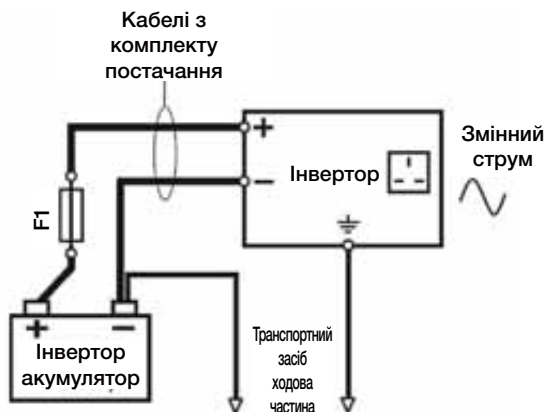 Кабелі з
комплекту
постачання
+
Змінний
струм
Інвертор
−
F1
+ −
Інвертор
акумулятор
Транспортний
засіб
ходова
частина